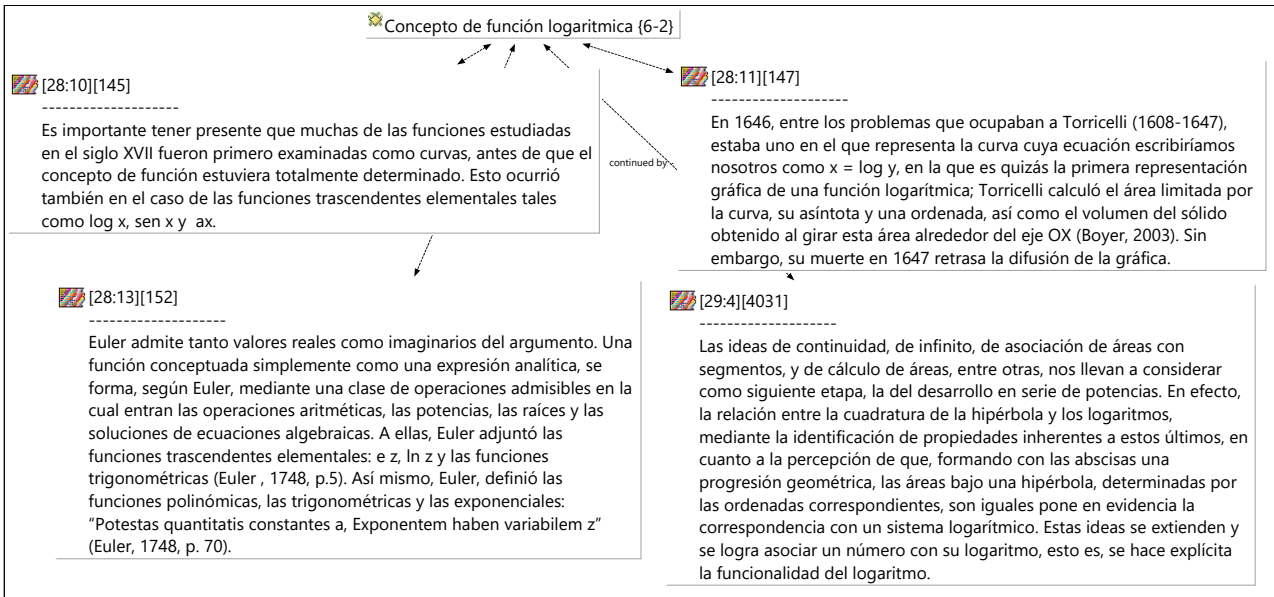 Concepto de función logaritmica {6-2}
[28:10][145]
--------------------
Es importante tener presente que muchas de las funciones estudiadas
en el siglo XVII fueron primero examinadas como curvas, antes de que el
concepto de función estuviera totalmente determinado. Esto ocurrió
también en el caso de las funciones trascendentes elementales tales
como log x, sen x y  ax.
continued by
[28:11][147]
--------------------
En 1646, entre los problemas que ocupaban a Torricelli (1608-1647),
estaba uno en el que representa la curva cuya ecuación escribiríamos
nosotros como x = log y, en la que es quizás la primera representación
gráfica de una función logarítmica; Torricelli calculó el área limitada por
la curva, su asíntota y una ordenada, así como el volumen del sólido
obtenido al girar esta área alrededor del eje OX (Boyer, 2003). Sin
embargo, su muerte en 1647 retrasa la difusión de la gráfica.
[28:13][152]
--------------------
Euler admite tanto valores reales como imaginarios del argumento. Una
función conceptuada simplemente como una expresión analítica, se
forma, según Euler, mediante una clase de operaciones admisibles en la
cual entran las operaciones aritméticas, las potencias, las raíces y las
soluciones de ecuaciones algebraicas. A ellas, Euler adjuntó las
funciones trascendentes elementales: e z, ln z y las funciones
trigonométricas (Euler , 1748, p.5). Así mismo, Euler, definió las
funciones polinómicas, las trigonométricas y las exponenciales:
“Potestas quantitatis constantes a, Exponentem haben variabilem z”
(Euler, 1748, p. 70).
[29:4][4031]
--------------------
Las ideas de continuidad, de infinito, de asociación de áreas con
segmentos, y de cálculo de áreas, entre otras, nos llevan a considerar
como siguiente etapa, la del desarrollo en serie de potencias. En efecto,
la relación entre la cuadratura de la hipérbola y los logaritmos,
mediante la identificación de propiedades inherentes a estos últimos, en
cuanto a la percepción de que, formando con las abscisas una
progresión geométrica, las áreas bajo una hipérbola, determinadas por
las ordenadas correspondientes, son iguales pone en evidencia la
correspondencia con un sistema logarítmico. Estas ideas se extienden y
se logra asociar un número con su logaritmo, esto es, se hace explícita
la funcionalidad del logaritmo.